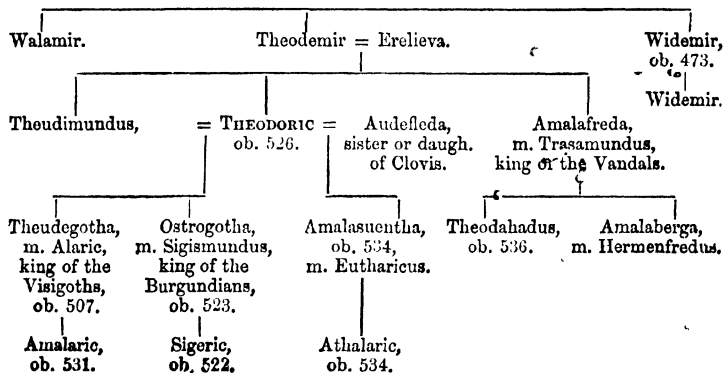 Walamir. Theodemir = Erelieva. Widemir,
ob. 473.
Widemir.
Theudimundus, = THEODORIC = Audefleda, Amalafreda,
ob. 526. sister or daugh. m. Trasamundus,
of Clovis. king of the Vandals.
Theudegotha, Ostrogotha, Amalasuentha, Theodahadus, Amalaberga,
m. Alaric, m. Sigismundus, ob. 534, ob. 536. m. Hermenfredus.
king of the king of the m. Eutharicus.
Visigoths, Burgundians,
ob. 507. ob. 523.
Amalaric, Sigeric, Athalaric,
ob. 531. ob. 522. ob. 534.